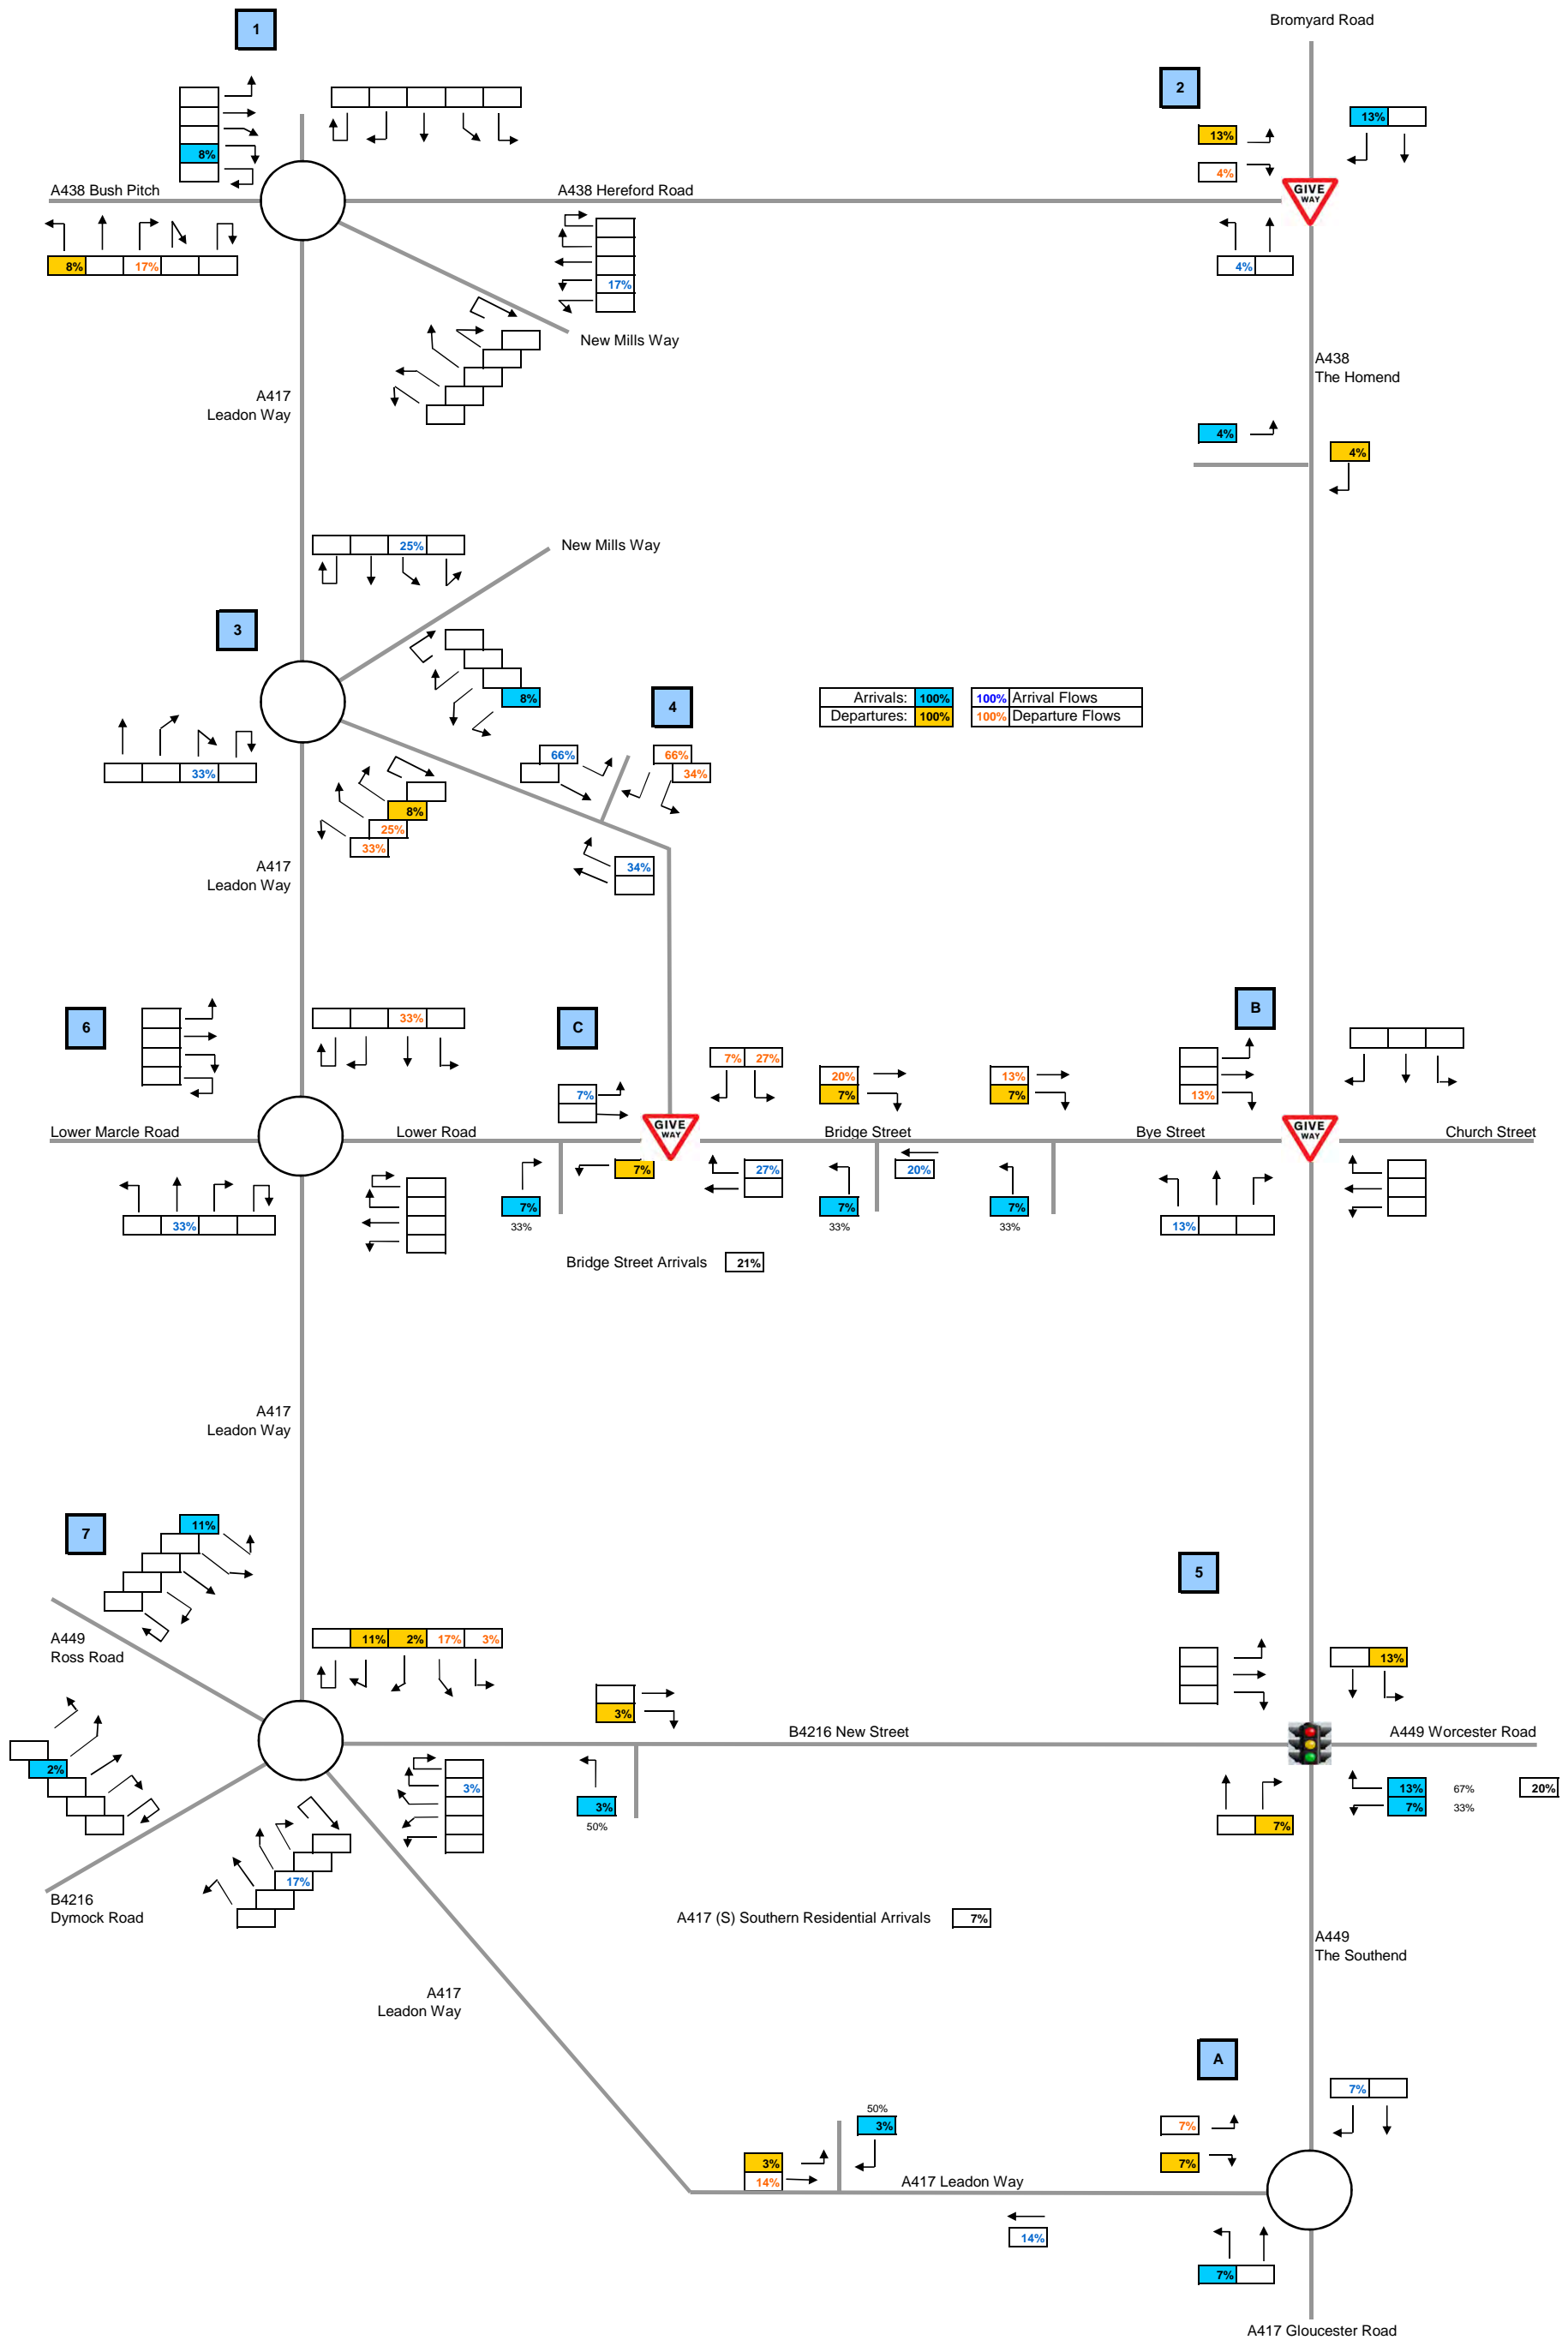 Bromyard Road
1
2
13%
13%
4%
8%
A438 Bush Pitch
A438 Hereford Road
GIVE
WAY
8% 17%
17%
4%
New Mills Way
A438
The Homend
A417
Leadon Way
4%
4%
25%
New Mills Way
3
8%
4
Arrivals: 100%
100% Arrival Flows
Departures: 100%
100% Departure Flows
66%
66%
34%
33%
8%
25%
33%
34%
A417
Leadon Way
6
33%
C
B
7% 27%
7%
20%
7%
13%
7%
13%
Lower Marcle Road
Lower Road
GIVE
WAY
Bridge Street
Bye Street
GIVE
WAY
Church Street
7%
27%
20%
33%
7%
33%
7%
33%
7%
33%
13%
Bridge Street Arrivals 21%
A417
Leadon Way
7
11%
5
A449
Ross Road
11% 2% 17% 3%
13%
3%
B4216 New Street
A449 Worcester Road
2%
3%
3%
50%
13% 67% 20%
7% 33%
7%
17%
B4216
Dymock Road
A417 (S) Southern Residential Arrivals 7%
A449
The Southend
A417
Leadon Way
A
7%
50%
3%
7%
3%
14%
7%
A417 Leadon Way
14%
7%
A417 Gloucester Road